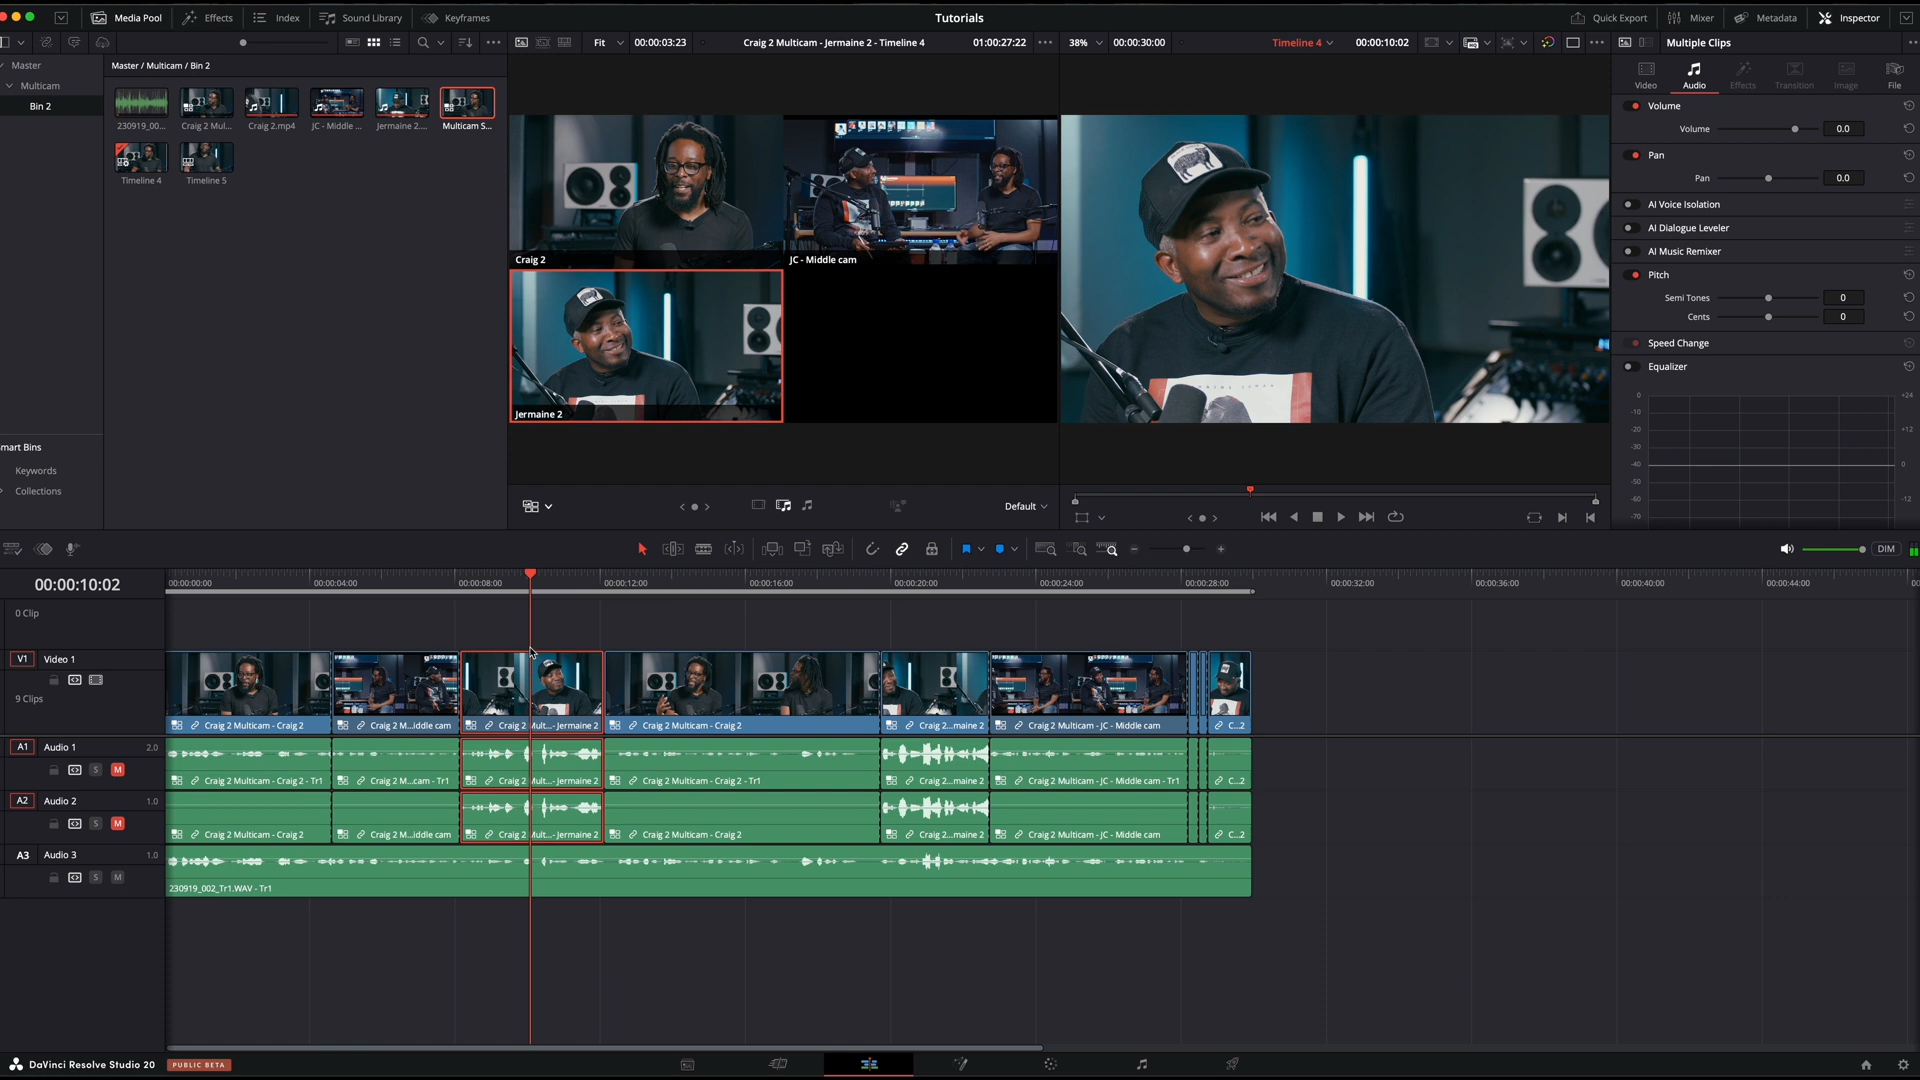 Media Pool
Effects
Index
Sound Library
Keyframes
Tutorials
Quick Export
Mixer
Metadata
Inspector
Fit
00:00:03:23
Craig 2 Multicam - Jermaine 2 - Timeline 4
01:00:27:22
38%
00:00:30:00
Timeline 4
00:00:10:02
Multiple Clips
Master
Multicam
Bin 2
Master / Multicam / Bin 2
230919_00...
Craig 2 Mul...
Craig 2.mp4
JC - Middle ...
Jermaine 2....
Multicam S...
Timeline 4
Timeline 5
mart Bins
Keywords
Collections
Craig 2
JC - Middle cam
Jermaine 2
Default
Video
Audio
Effects
Transition
Image
File
Volume
Volume
0.0
Pan
Pan
0.0
AI Voice Isolation
AI Dialogue Leveler
AI Music Remixer
Pitch
Semi Tones
0
Cents
0
Speed Change
Equalizer
0
-10
-20
-30
-40
-50
-60
-70
+24
+12
0
-12
DIM
00:00:10:02
00:00:00:00
00:00:04:00
00:00:08:00
00:00:12:00
00:00:16:00
00:00:20:00
00:00:24:00
00:00:28:00
00:00:32:00
00:00:36:00
00:00:40:00
00:00:44:00
0 Clip
V1
Video 1
9 Clips
Craig 2 Multicam - Craig 2
Craig 2 M...iddle cam
Craig 2 Mult...- Jermaine 2
Craig 2 Multicam - Craig 2
Craig 2...maine 2
Craig 2 Multicam - JC - Middle cam
C...2
A1
Audio 1
2.0
S
M
Craig 2 Multicam - Craig 2 - Tr1
Craig 2 M...cam - Tr1
Craig 2 Mult...- Jermaine 2
Craig 2 Multicam - Craig 2 - Tr1
Craig 2...maine 2
Craig 2 Multicam - JC - Middle cam - Tr1
C...2
A2
Audio 2
1.0
S
M
Craig 2 Multicam - Craig 2
Craig 2 M...iddle cam
Craig 2 Mult...- Jermaine 2
Craig 2 Multicam - Craig 2
Craig 2...maine 2
Craig 2 Multicam - JC - Middle cam
C...2
A3
Audio 3
1.0
S
M
230919_002_Tr1.WAV - Tr1
DaVinci Resolve Studio 20
PUBLIC BETA